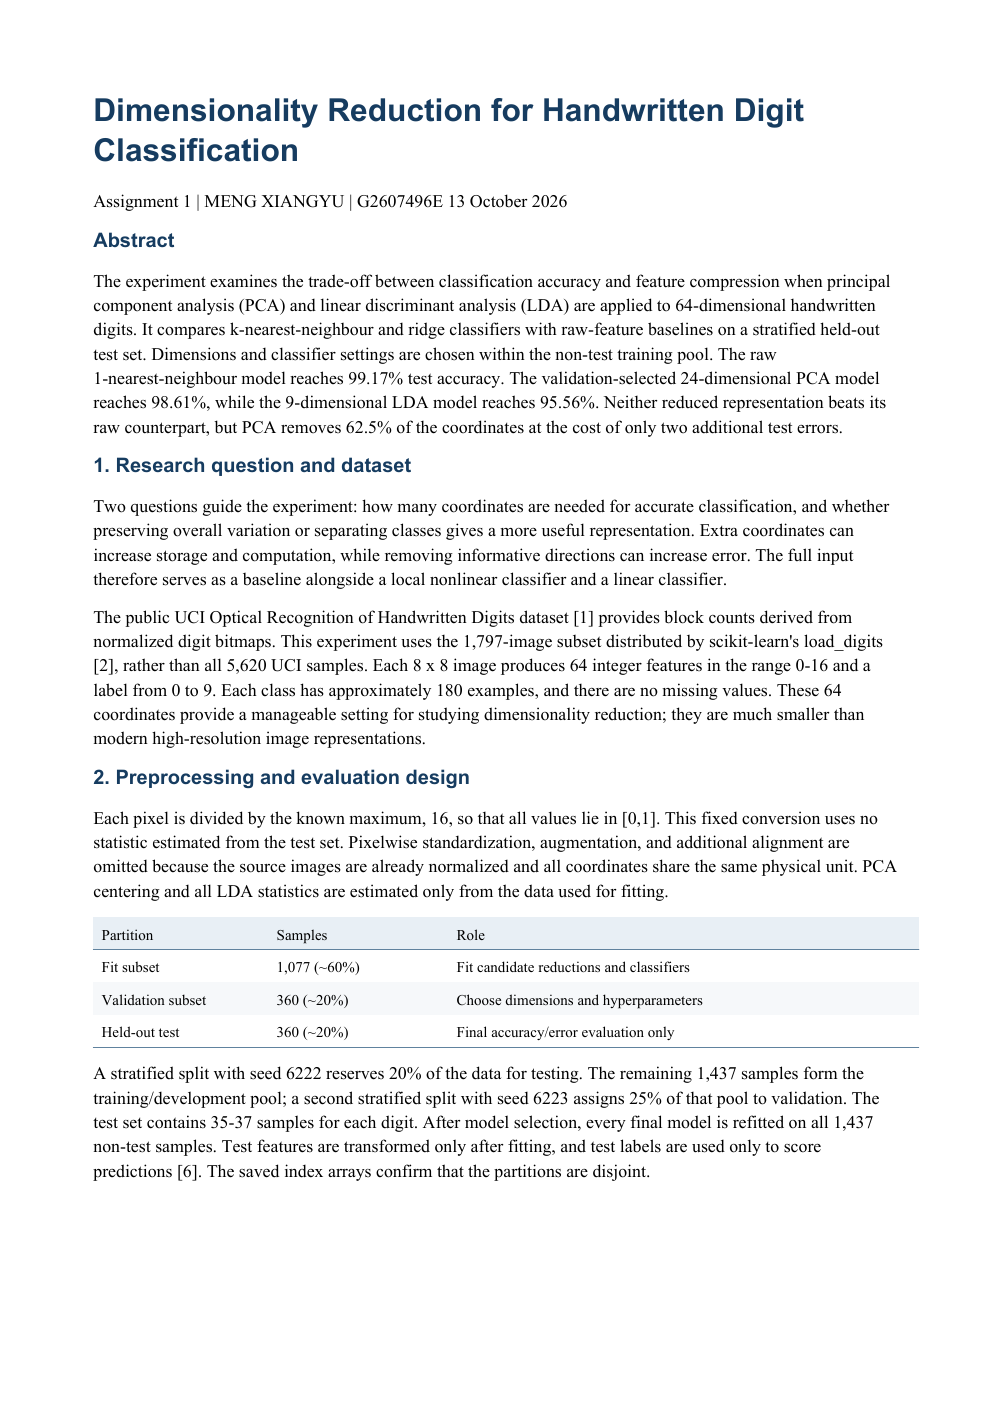 Dimensionality Reduction for Handwritten Digit
Classification
Assignment 1 | MENG XIANGYU | G2607496E 13 October 2026
Abstract
The experiment examines the trade-off between classification accuracy and feature compression when principal
component analysis (PCA) and linear discriminant analysis (LDA) are applied to 64-dimensional handwritten
digits. It compares k-nearest-neighbour and ridge classifiers with raw-feature baselines on a stratified held-out
test set. Dimensions and classifier settings are chosen within the non-test training pool. The raw
1-nearest-neighbour model reaches 99.17% test accuracy. The validation-selected 24-dimensional PCA model
reaches 98.61%, while the 9-dimensional LDA model reaches 95.56%. Neither reduced representation beats its
raw counterpart, but PCA removes 62.5% of the coordinates at the cost of only two additional test errors.
1. Research question and dataset
Two questions guide the experiment: how many coordinates are needed for accurate classification, and whether
preserving overall variation or separating classes gives a more useful representation. Extra coordinates can
increase storage and computation, while removing informative directions can increase error. The full input
therefore serves as a baseline alongside a local nonlinear classifier and a linear classifier.
The public UCI Optical Recognition of Handwritten Digits dataset [1] provides block counts derived from
normalized digit bitmaps. This experiment uses the 1,797-image subset distributed by scikit-learn's load_digits
[2], rather than all 5,620 UCI samples. Each 8 x 8 image produces 64 integer features in the range 0-16 and a
label from 0 to 9. Each class has approximately 180 examples, and there are no missing values. These 64
coordinates provide a manageable setting for studying dimensionality reduction; they are much smaller than
modern high-resolution image representations.
2. Preprocessing and evaluation design
Each pixel is divided by the known maximum, 16, so that all values lie in [0,1]. This fixed conversion uses no
statistic estimated from the test set. Pixelwise standardization, augmentation, and additional alignment are
omitted because the source images are already normalized and all coordinates share the same physical unit. PCA
centering and all LDA statistics are estimated only from the data used for fitting.
Partition Samples Role
Fit subset 1,077 (~60%) Fit candidate reductions and classifiers
Validation subset 360 (~20%) Choose dimensions and hyperparameters
Held-out test 360 (~20%) Final accuracy/error evaluation only
A stratified split with seed 6222 reserves 20% of the data for testing. The remaining 1,437 samples form the
training/development pool; a second stratified split with seed 6223 assigns 25% of that pool to validation. The
test set contains 35-37 samples for each digit. After model selection, every final model is refitted on all 1,437
non-test samples. Test features are transformed only after fitting, and test labels are used only to score
predictions [6]. The saved index arrays confirm that the partitions are disjoint.